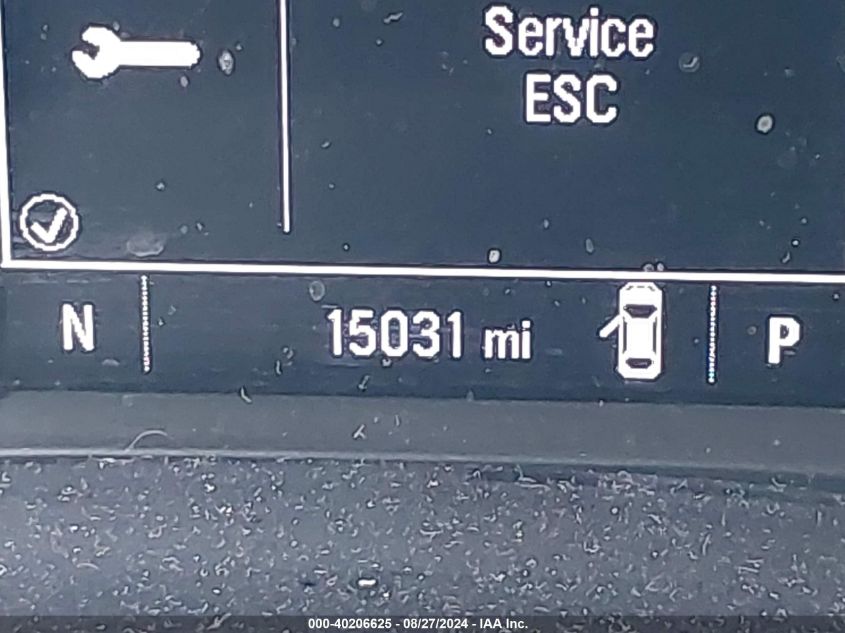 Service
ESC
N 15031 mi P
000-40206625 - 08/27/2024 - IAA Inc.